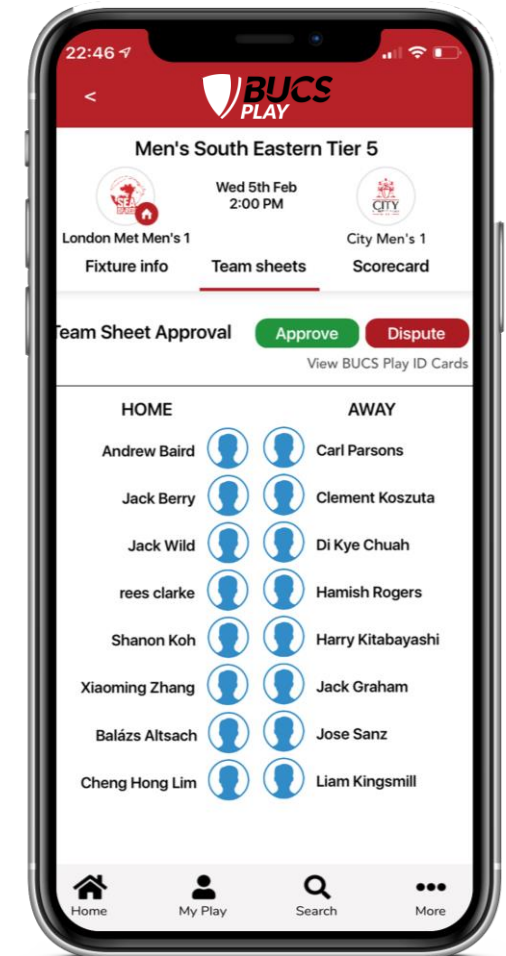 22:46
<
BUCS
PLAY
Men's South Eastern Tier 5
Wed 5th Feb
2:00 PM
SEA
CITY
London Met Men's 1
City Men's 1
Fixture info
Team sheets
Scorecard
Team Sheet Approval
Approve
Dispute
View BUCS Play ID Cards
HOME
AWAY
Andrew Baird
Carl Parsons
Jack Berry
Clement Koszuta
Jack Wild
Di Kye Chuah
rees clarke
Hamish Rogers
Shanon Koh
Harry Kitabayashi
Xiaoming Zhang
Jack Graham
Balázs Altsach
Jose Sanz
Cheng Hong Lim
Liam Kingsmill
Home
My Play
Search
More